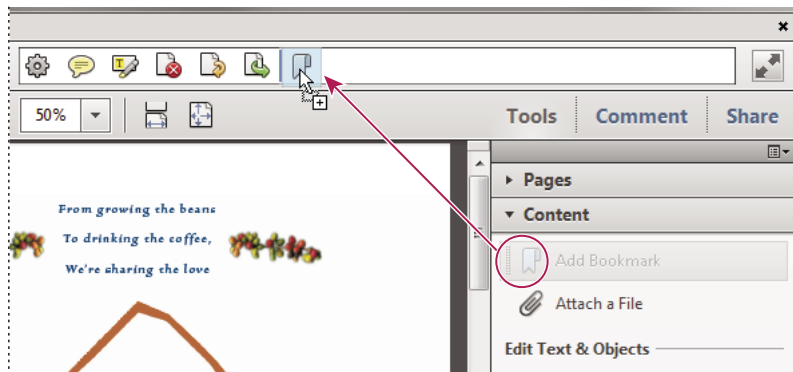 50%
Tools Comment Share
Pages
Content
From growing the beans
To drinking the coffee,
We're sharing the love
Add Bookmark
Attach a File
Edit Text & Objects